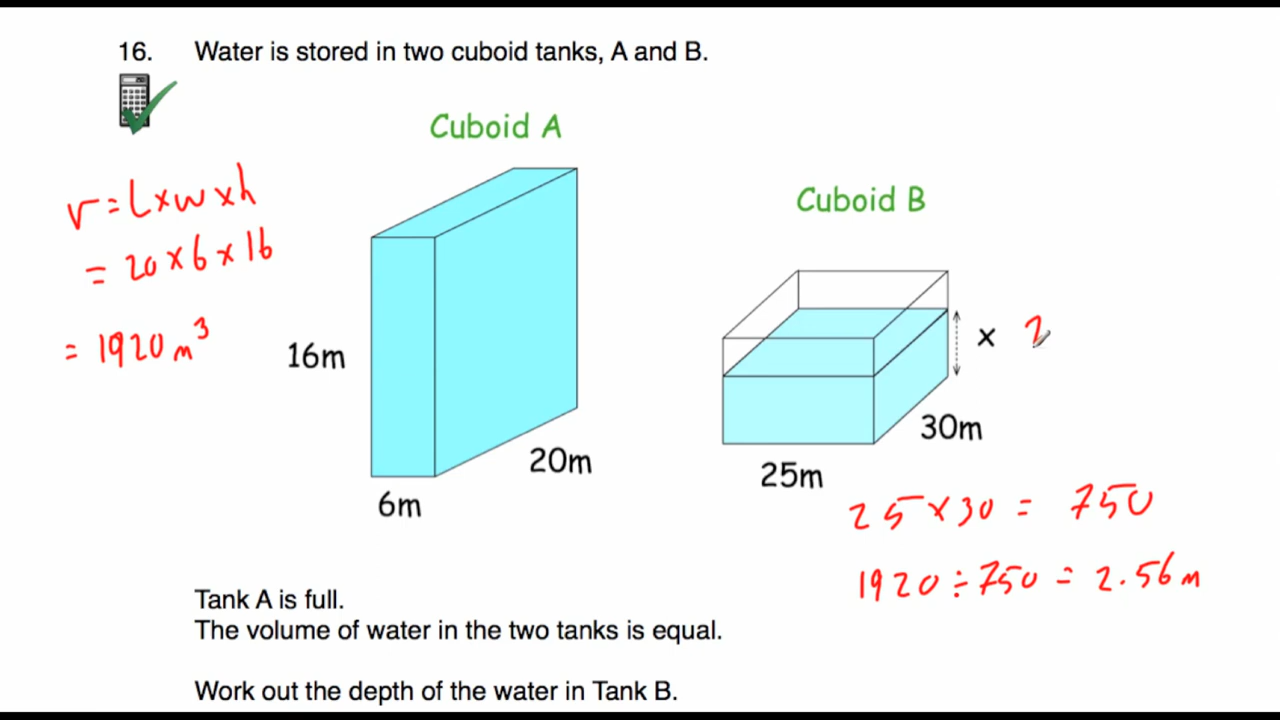 16. Water is stored in two cuboid tanks, A and B.
Cuboid A
V = L × w × h
= 20 × 6 × 16
= 1920 m³
16m
20m
6m
Cuboid B
x 2
30m
25m
25 × 30 = 750
1920 ÷ 750 = 2.56 m
Tank A is full.
The volume of water in the two tanks is equal.
Work out the depth of the water in Tank B.